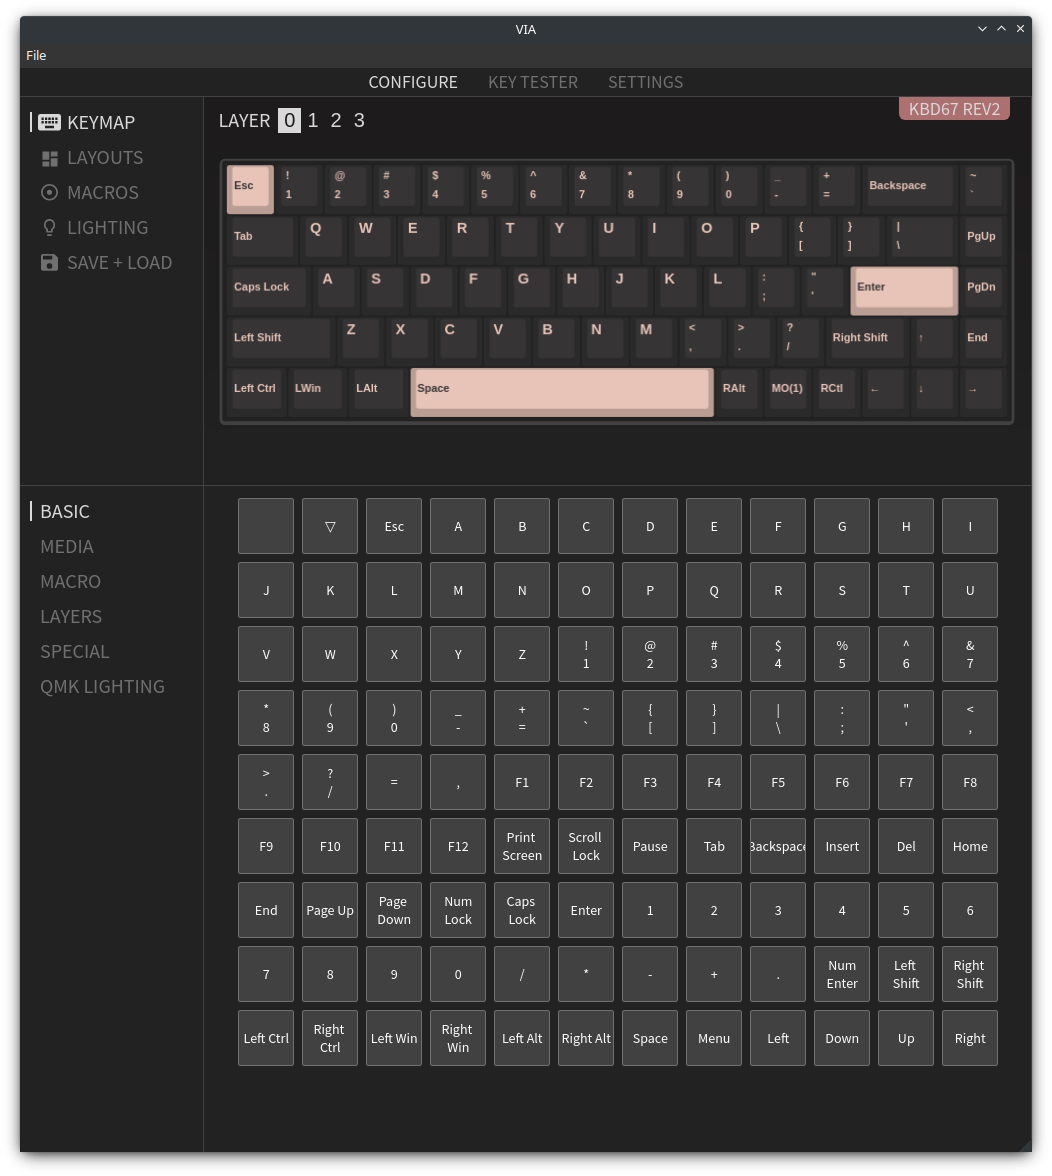 VIA
File
CONFIGURE KEY TESTER SETTINGS
KEYMAP
LAYOUTS
MACROS
LIGHTING
SAVE + LOAD
LAYER 0 1 2 3
KBD67 REV2
Esc ! @ # $ % ^ & * ( ) _ + Backspace ~
1 2 3 4 5 6 7 8 9 0 - = `
Tab Q W E R T Y U I O P { } | PgUp
[ ] \
Caps Lock A S D F G H J K L : " Enter PgDn
; '
Left Shift Z X C V B N M < > ? Right Shift ↑ End
, . /
Left Ctrl LWin LAlt Space RAlt MO(1) RCtl ← ↓ →
BASIC
MEDIA
MACRO
LAYERS
SPECIAL
QMK LIGHTING
▽ Esc A B C D E F G H I
J K L M N O P Q R S T U
V W X Y Z ! @ # $ % ^ &
1 2 3 4 5 6 7
* ( ) _ + ~ { } | : " <
8 9 0 - = ` [ ] \ ; ' ,
> ? = , F1 F2 F3 F4 F5 F6 F7 F8
. /
F9 F10 F11 F12 Print Scroll Pause Tab Backspace Insert Del Home
Screen Lock
End Page Up Page Num Caps Enter 1 2 3 4 5 6
Down Lock Lock
7 8 9 0 / * - + . Num Left Right
Enter Shift Shift
Left Ctrl Right Left Win Right Left Alt Right Alt Space Menu Left Down Up Right
Ctrl Win